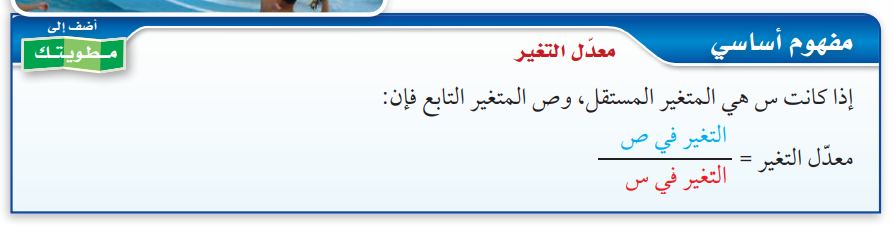 مفهوم أساسي
معدّل التغير
أضف إلى
مـطويتـك
إذا كانت س هي المتغير المستقل، وص المتغير التابع فإن:
معدّل التغير = التغير في ص
التغير في س